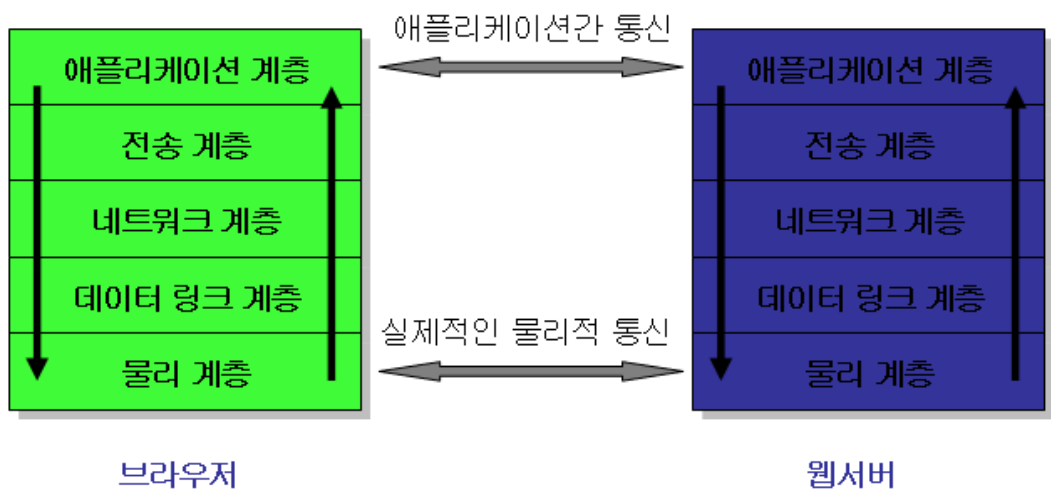 애플리케이션간 통신
애플리케이션 계층
전송 계층
네트워크 계층
데이터 링크 계층
물리 계층
애플리케이션 계층
전송 계층
네트워크 계층
데이터 링크 계층
물리 계층
실제적인 물리적 통신
브라우저
웹서버